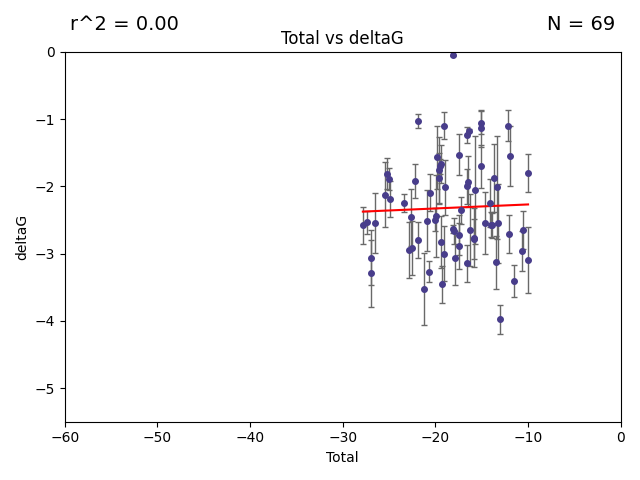 r^2 = 0.00
N = 69
Total vs deltaG
0
−1
−2
−3
−4
−5
deltaG
−60
−50
−40
−30
−20
−10
0
Total